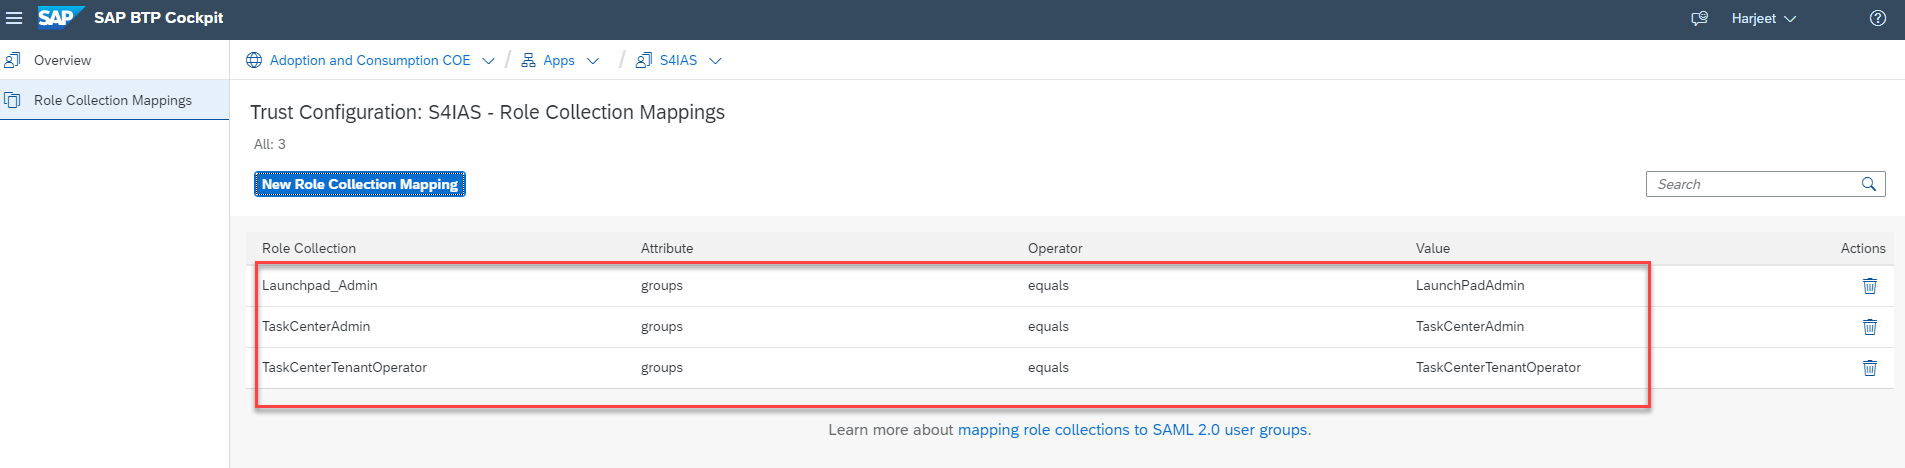 SAP SAP BTP Cockpit Harjeet
Overview
Role Collection Mappings
Adoption and Consumption COE / Apps / S4IAS
Trust Configuration: S4IAS - Role Collection Mappings
All: 3
New Role Collection Mapping
Search
Role Collection Attribute Operator Value Actions
Launchpad_Admin groups equals LaunchPadAdmin
TaskCenterAdmin groups equals TaskCenterAdmin
TaskCenterTenantOperator groups equals TaskCenterTenantOperator
Learn more about mapping role collections to SAML 2.0 user groups.